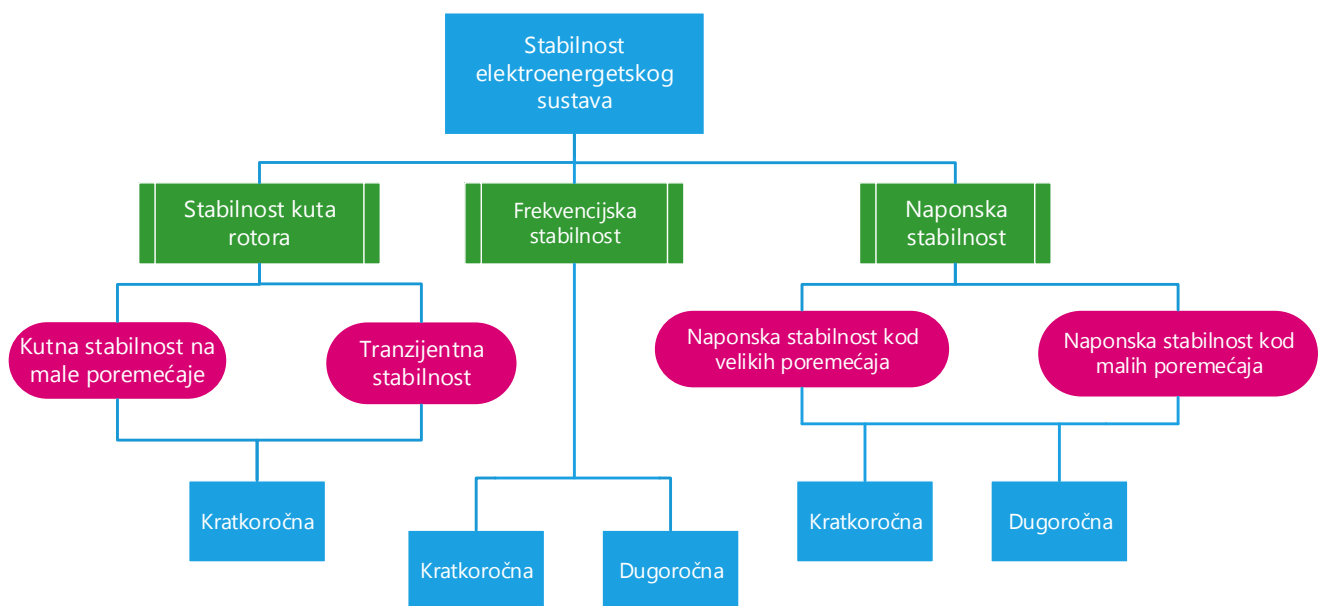 Stabilnost
elektroenergetskog
sustava
Stabilnost kuta
rotora
Frekvencijska
stabilnost
Naponska
stabilnost
Kutna stabilnost na
male poremećaje
Tranzijentna
stabilnost
Naponska stabilnost kod
velikih poremećaja
Naponska stabilnost kod
malih poremećaja
Kratkoročna
Kratkoročna
Dugoročna
Kratkoročna
Dugoročna